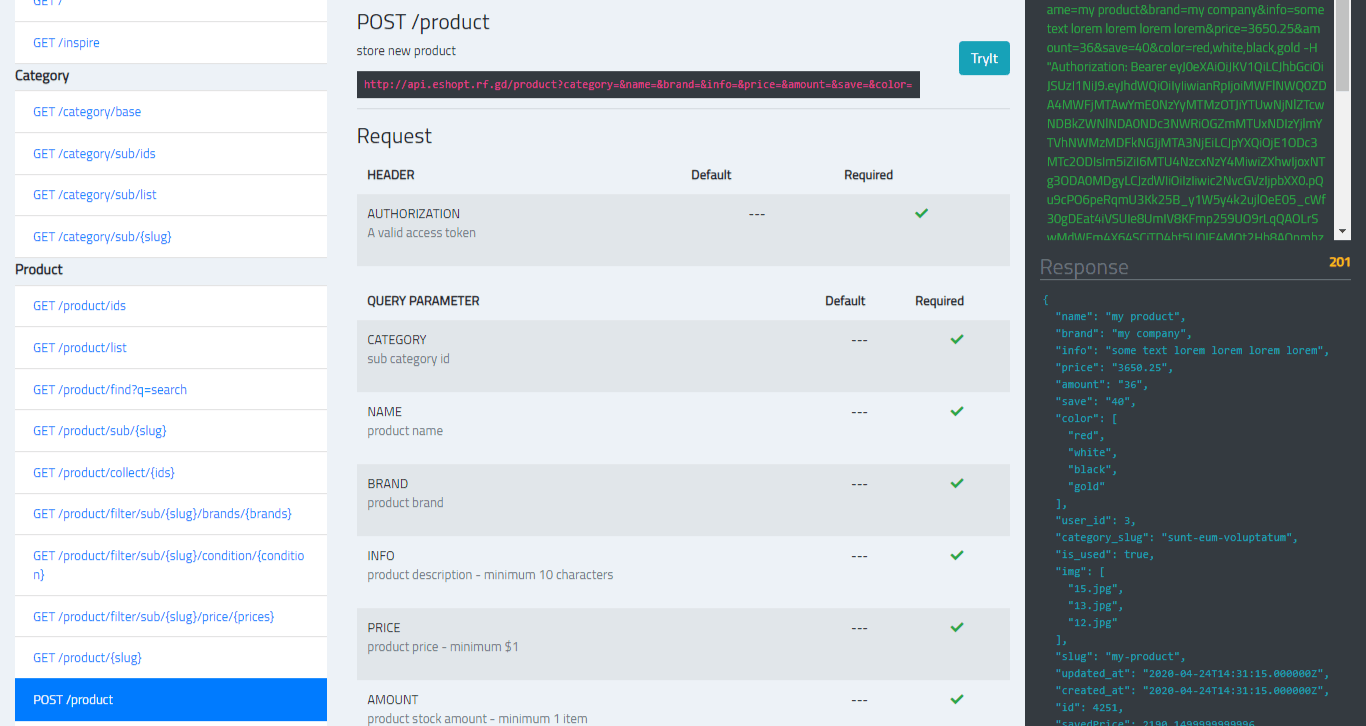 GET /
GET /inspire
Category
GET /category/base
GET /category/sub/ids
GET /category/sub/list
GET /category/sub/{slug}
Product
GET /product/ids
GET /product/list
GET /product/find?q=search
GET /product/sub/{slug}
GET /product/collect/{ids}
GET /product/filter/sub/{slug}/brands/{brands}
GET /product/filter/sub/{slug}/condition/{conditio
n}
GET /product/filter/sub/{slug}/price/{prices}
GET /product/{slug}
POST /product
POST /product
store new product
TryIt
http://api.eshopt.rf.gd/product?category=&name=&brand=&info=&price=&amount=&save=&color=
Request
HEADER Default Required
AUTHORIZATION ---
A valid access token
QUERY PARAMETER Default Required
CATEGORY ---
sub category id
NAME ---
product name
BRAND ---
product brand
INFO ---
product description - minimum 10 characters
PRICE ---
product price - minimum $1
AMOUNT ---
product stock amount - minimum 1 item
ame=my product&brand=my company&info=some
text lorem lorem lorem lorem&price=3650.25&am
ount=36&save=40&color=red,white,black,gold -H
"Authorization: Bearer
Response 201
{
"name": "my product",
"brand": "my company",
"info": "some text lorem lorem lorem lorem",
"price": "3650.25",
"amount": "36",
"save": "40",
"color": [
"red",
"white",
"black",
"gold"
],
"user_id": 3,
"category_slug": "sunt-eum-voluptatum",
"is_used": true,
"img": [
"15.jpg",
"13.jpg",
"12.jpg"
],
"slug": "my-product",
"updated_at": "2020-04-24T14:31:15.000000Z",
"created_at": "2020-04-24T14:31:15.000000Z",
"id": 4251,
"savedPrice": 2190.1499999999996